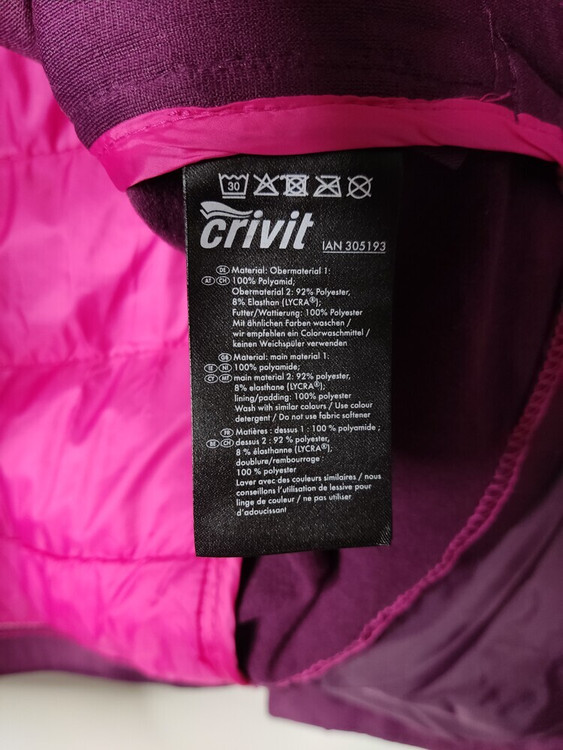 30
crivit
IAN 305193
DE Material: Obermaterial 1:
AT CH 100% Polyamid;
Obermaterial 2: 92% Polyester,
8% Elasthan (LYCRA®);
Futter/Wattierung: 100% Polyester
Mit ähnlichen Farben waschen /
wir empfehlen ein Colorwaschmittel /
keinen Weichspüler verwenden
GB Material: main material 1:
IE NI 100% polyamide;
CY MT main material 2: 92% polyester,
8% elasthane (LYCRA®);
lining/padding: 100% polyester
Wash with similar colours / Use colour
detergent / Do not use fabric softener
FR Matières : dessus 1 : 100 % polyamide ;
BE CH dessus 2 : 92 % polyester,
8 % élasthanne (LYCRA®);
doublure/rembourrage :
100 % polyester
Laver avec des couleurs similaires / nous
conseillons l'utilisation de lessive pour
linge de couleur / ne pas utiliser
d'adoucissant